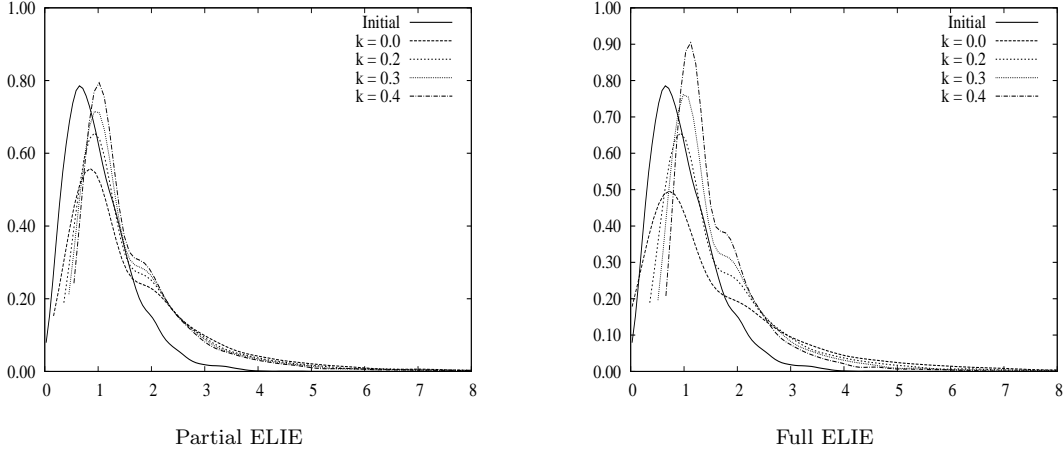 1.00
0.80
0.60
0.40
0.20
0.00
0 1 2 3 4 5 6 7 8
Initial
k = 0.0
k = 0.2
k = 0.3
k = 0.4
Partial ELIE
1.00
0.90
0.80
0.70
0.60
0.50
0.40
0.30
0.20
0.10
0.00
0 1 2 3 4 5 6 7 8
Initial
k = 0.0
k = 0.2
k = 0.3
k = 0.4
Full ELIE